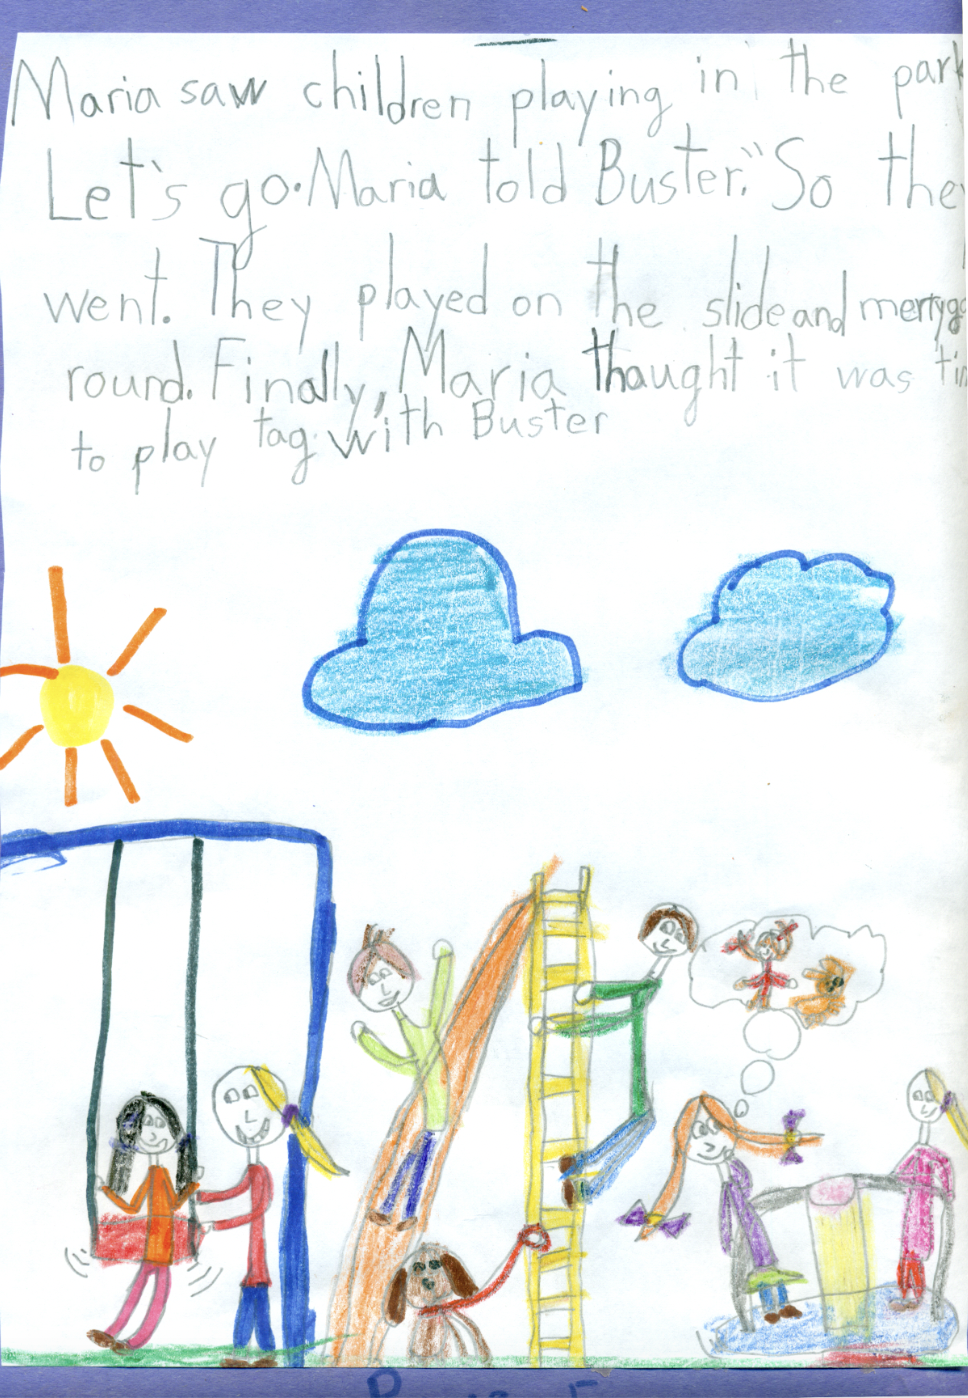 Maria saw children playing in the park
Let's go. Maria told Buster." So they
went. They played on the slide and merrygo
round. Finally, Maria thaught it was tim
to play tag with Buster